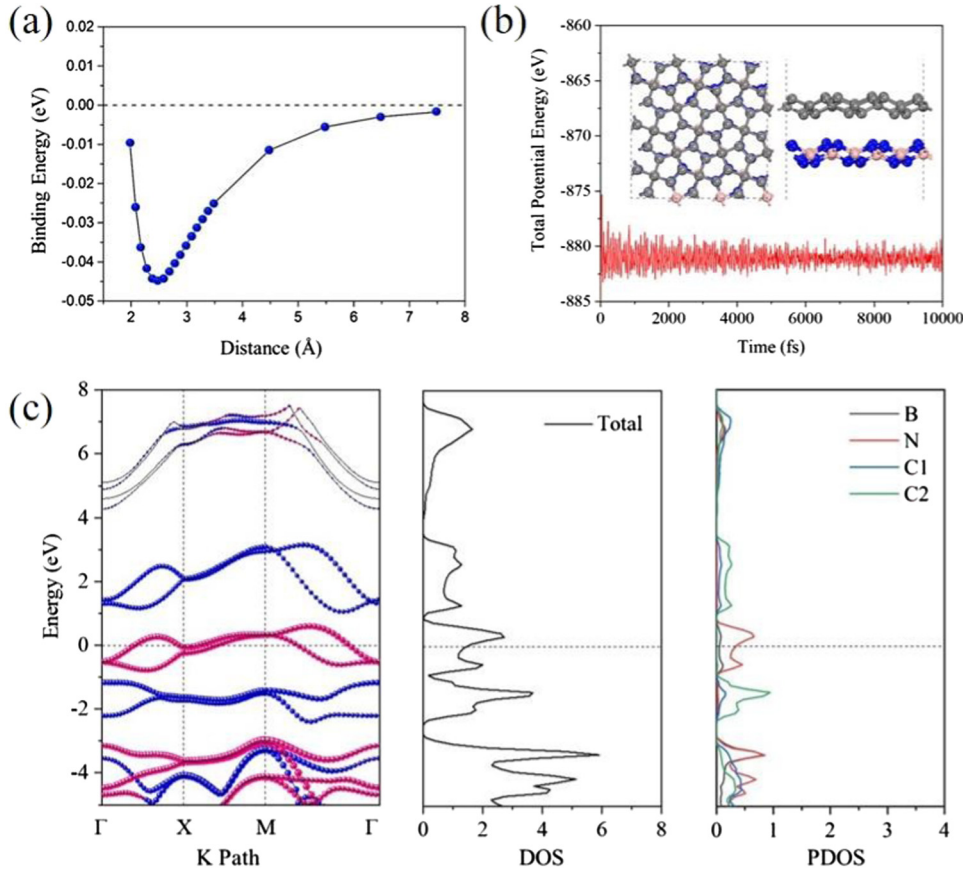 (a)
0.02
0.01
0.00
-0.01
-0.02
-0.03
-0.04
-0.05
Binding Energy (eV)
2 3 4 5 6 7 8
Distance (Å)
(b)
-860
-865
-870
-875
-880
-885
Total Potential Energy (eV)
0 2000 4000 6000 8000 10000
Time (fs)
(c)
8
6
4
2
0
-2
-4
Energy (eV)
Γ X M Γ
K Path
Total
0 2 4 6 8
DOS
B
N
C1
C2
0 1 2 3 4
PDOS